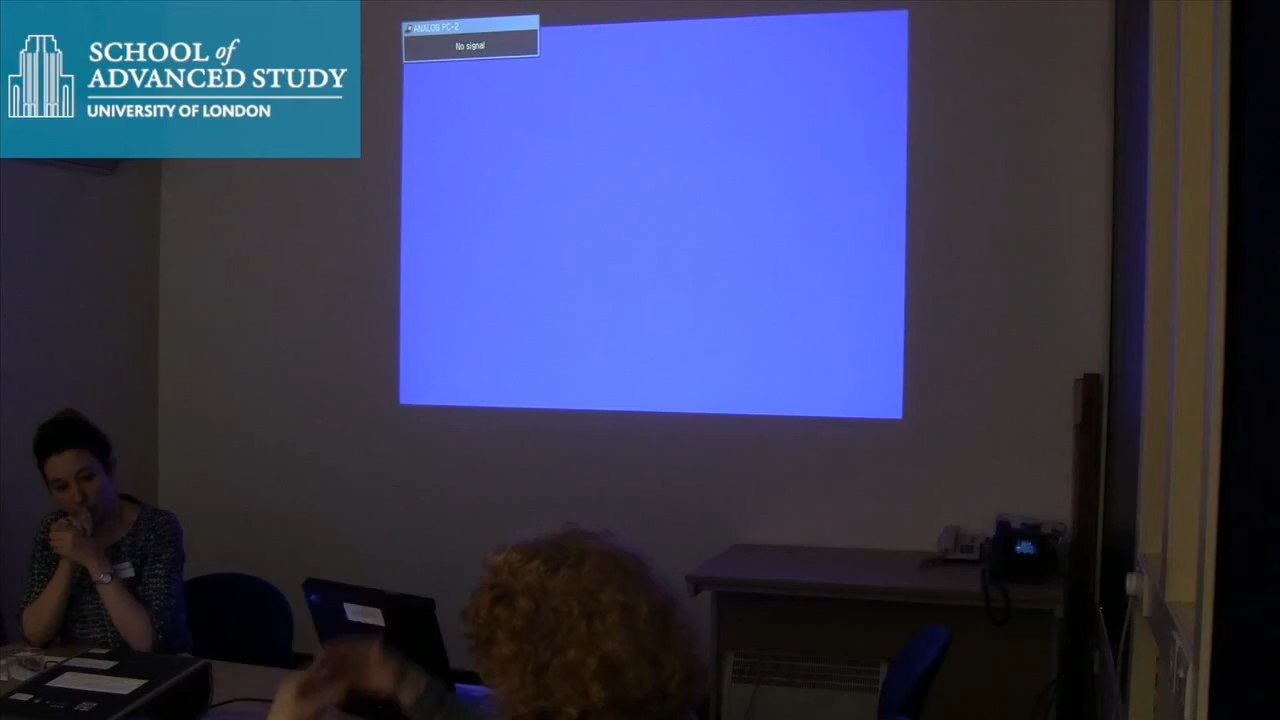 SCHOOL of
ADVANCED STUDY
UNIVERSITY OF LONDON
ANALOG PC-2
No signal